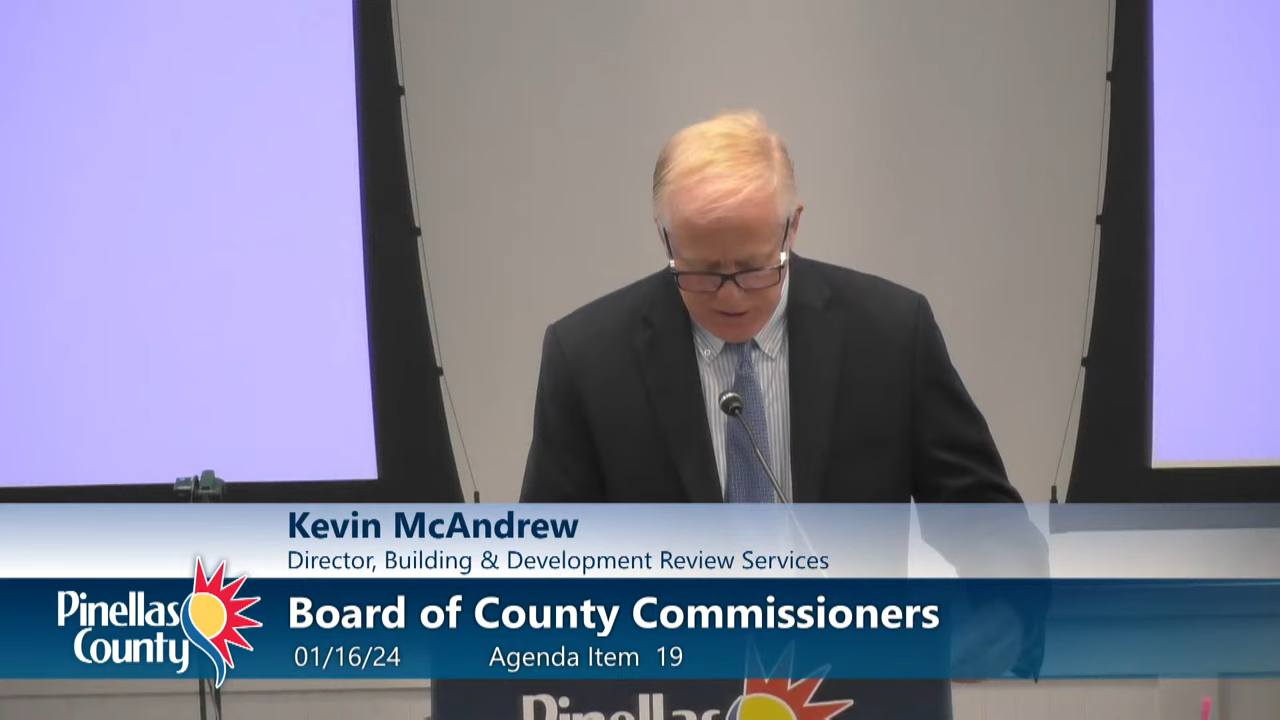 Kevin McAndrew
Director, Building & Development Review Services
Pinellas
County
Board of County Commissioners
01/16/24 Agenda Item 19
Pinellas